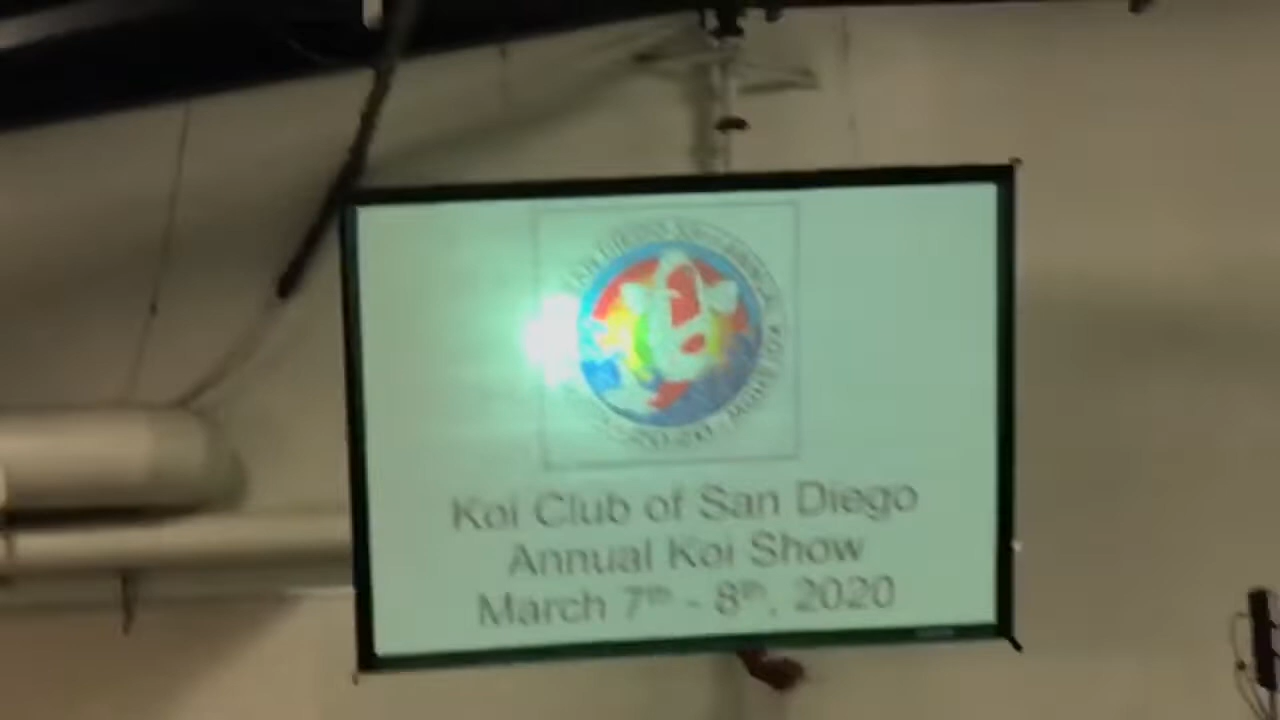 Koi Club of San Diego
Annual Koi Show
March 7th - 8th, 2020